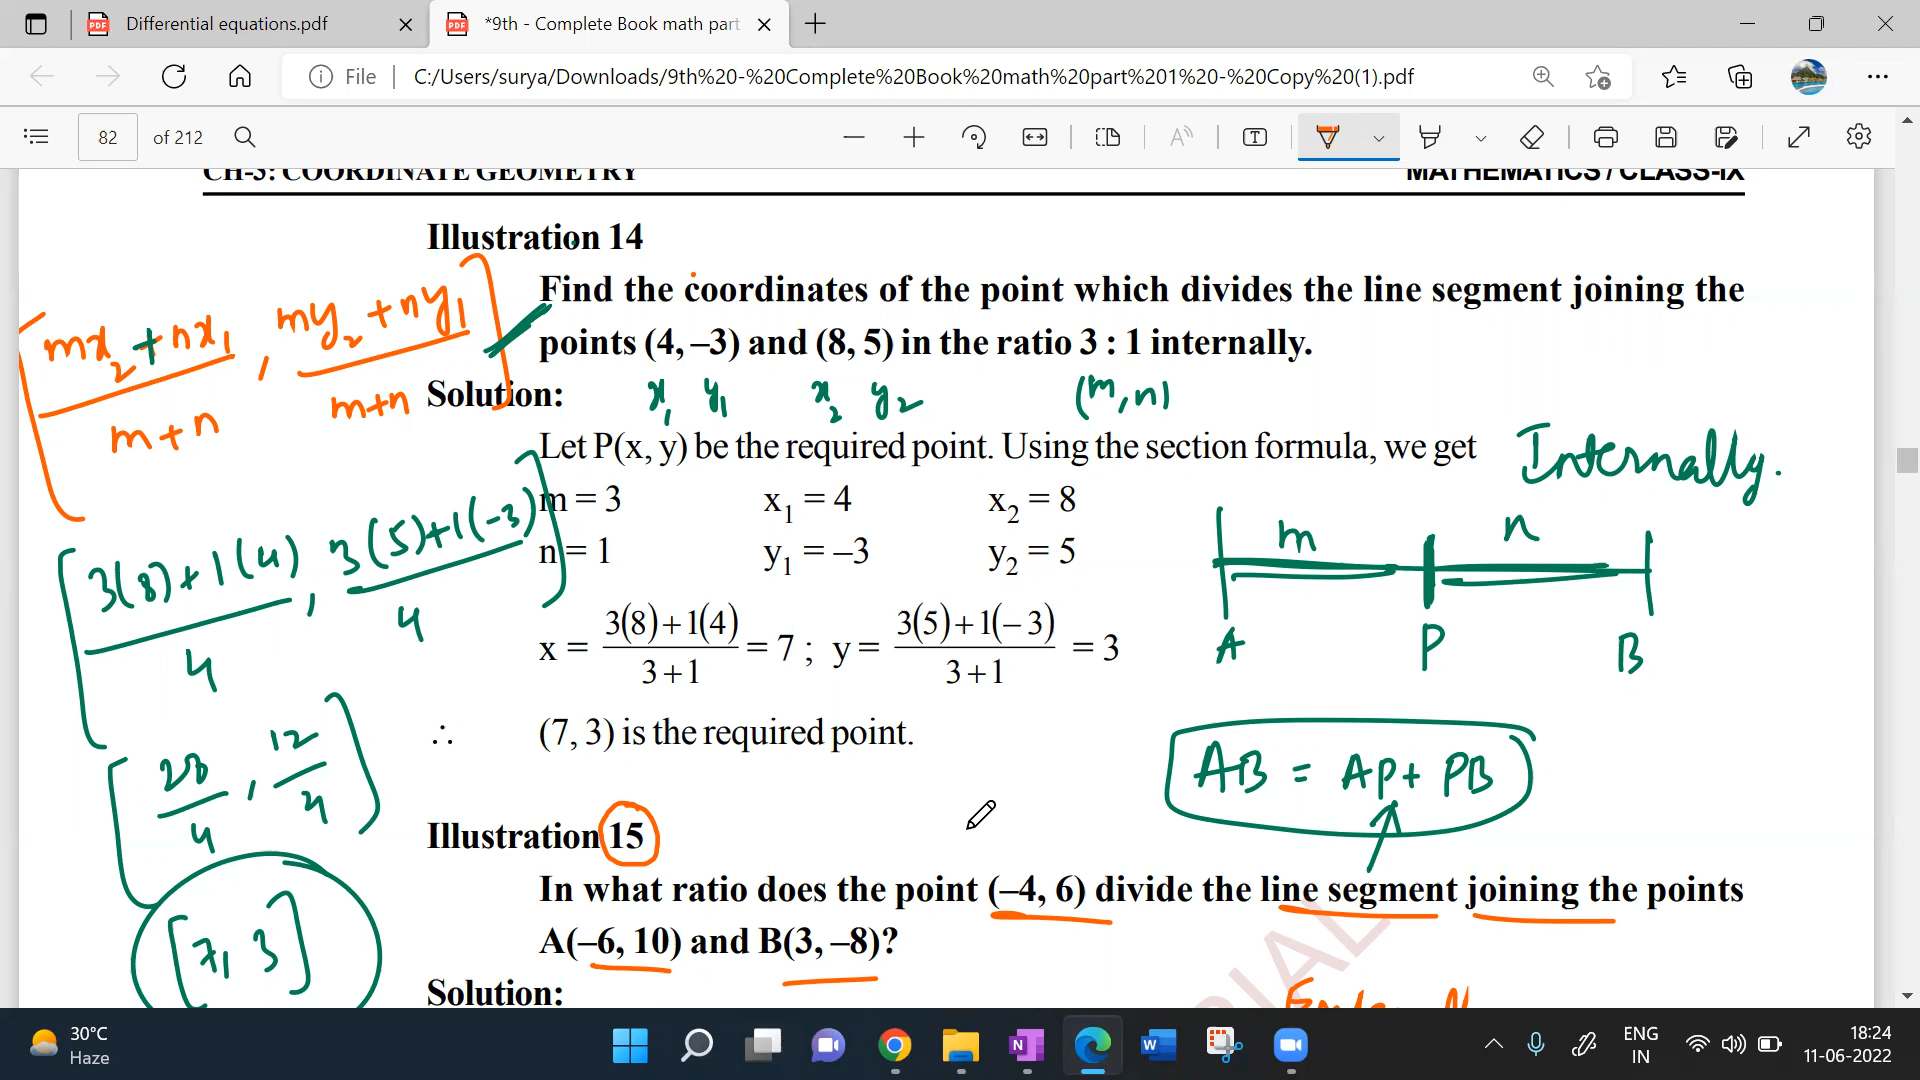 Differential equations.pdf
*9th - Complete Book math part
File
C:/Users/surya/Downloads/9th%20-%20Complete%20Book%20math%20part%201%20-%20Copy%20(1).pdf
82 of 212
CH-3: COORDINATE GEOMETRY MATHEMATICS / CLASS-IX
Illustration 14
Find the coordinates of the point which divides the line segment joining the
points (4, –3) and (8, 5) in the ratio 3 : 1 internally.
Solution:
x1 y1 x2 y2 (m, n)
[mx2 + nx1 / m + n , my2 + ny1 / m + n]
Let P(x, y) be the required point. Using the section formula, we get
Internally.
m = 3 x1 = 4 x2 = 8
n = 1 y1 = –3 y2 = 5
x = 3(8)+1(4) / 3+1 = 7 ; y = 3(5)+1(–3) / 3+1 = 3
∴ (7, 3) is the required point.
[3(8)+1(4) / 4 , 3(5)+1(-3) / 4]
[28 / 4 , 12 / 4]
[7, 3]
m n
A P B
AB = AP + PB
Illustration 15
In what ratio does the point (–4, 6) divide the line segment joining the points
A(–6, 10) and B(3, –8)?
Solution:
30°C
Haze
ENG
IN
18:24
11-06-2022